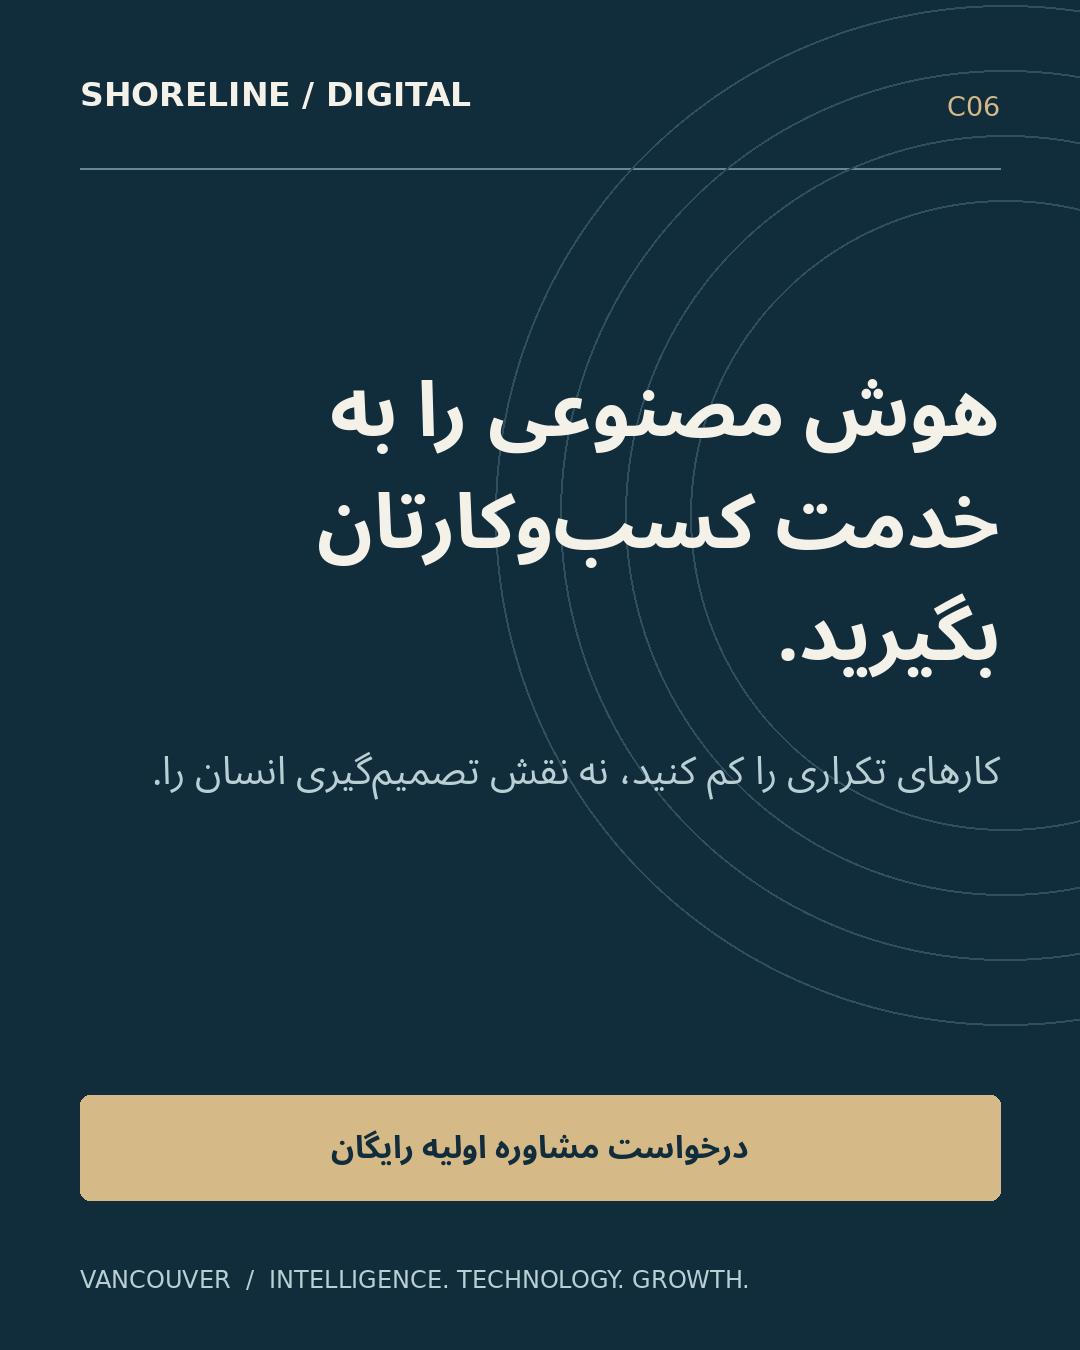 SHORELINE / DIGITAL
C06
هوش مصنوعی را به
خدمت کسب‌وکارتان
بگیرید.
کارهای تکراری را کم کنید، نه نقش تصمیم‌گیری انسان را.
درخواست مشاوره اولیه رایگان
VANCOUVER / INTELLIGENCE. TECHNOLOGY. GROWTH.